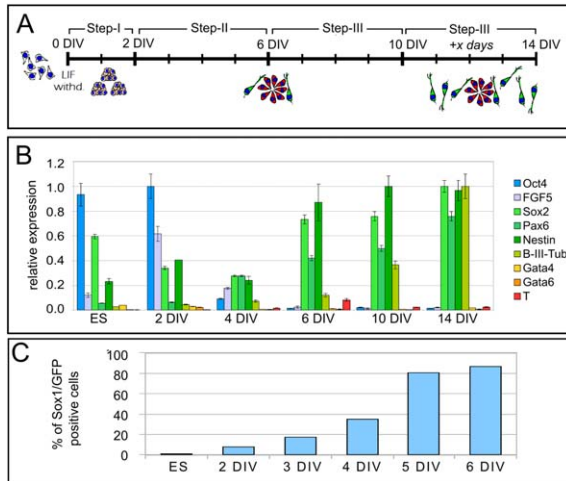 A
Step-I Step-II Step-III Step-III
0 DIV 2 DIV 6 DIV 10 DIV +x days 14 DIV
LIF
withd.
B
relative expression
1.2
1.0
0.8
0.6
0.4
0.2
0.0
ES 2 DIV 4 DIV 6 DIV 10 DIV 14 DIV
Oct4
FGF5
Sox2
Pax6
Nestin
B-III-Tub
Gata4
Gata6
T
C
% of Sox1/GFP
positive cells
100
80
60
40
20
0
ES 2 DIV 3 DIV 4 DIV 5 DIV 6 DIV